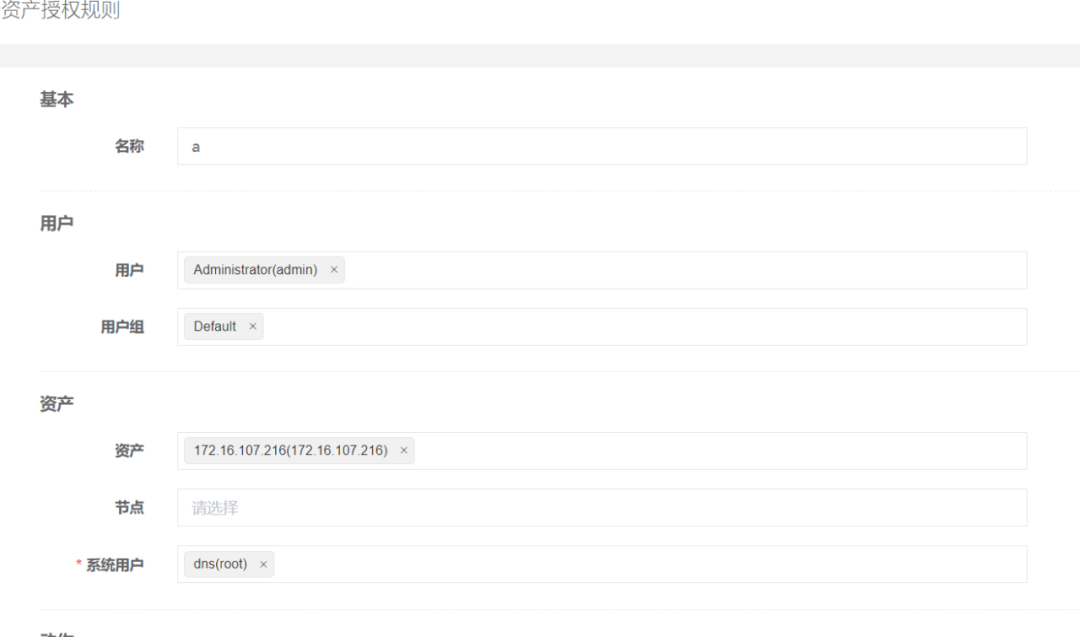 资产授权规则
基本
名称 a
用户
用户 Administrator(admin) ×
用户组 Default ×
资产
资产 172.16.107.216(172.16.107.216) ×
节点 请选择
* 系统用户 dns(root) ×